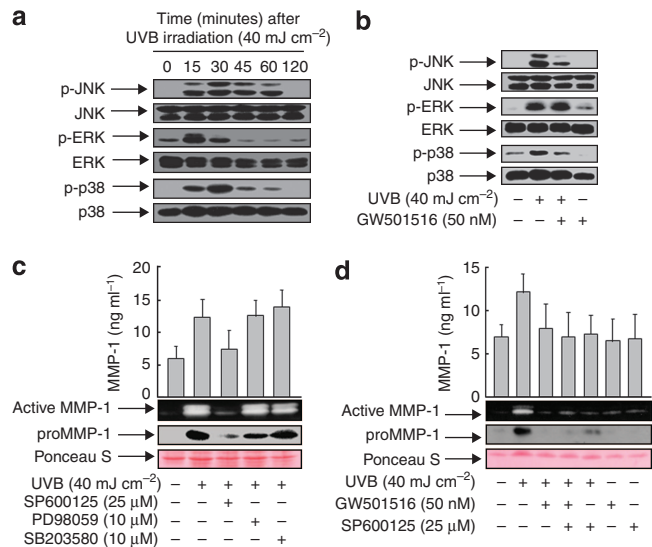 a
Time (minutes) after
UVB irradiation (40 mJ cm−2)
0 15 30 45 60 120
p-JNK
JNK
p-ERK
ERK
p-p38
p38
b
p-JNK
JNK
p-ERK
ERK
p-p38
p38
UVB (40 mJ cm−2) − + + −
GW501516 (50 nM) − − + +
c
MMP-1 (ng ml−1)
20
15
10
5
0
Active MMP-1
proMMP-1
Ponceau S
UVB (40 mJ cm−2) − + + + +
SP600125 (25 μM) − − + − −
PD98059 (10 μM) − − − + −
SB203580 (10 μM) − − − − +
d
MMP-1 (ng ml−1)
15
10
5
0
Active MMP-1
proMMP-1
Ponceau S
UVB (40 mJ cm−2) − + + + + − −
GW501516 (50 nM) − − + + − + −
SP600125 (25 μM) − − − + + − +